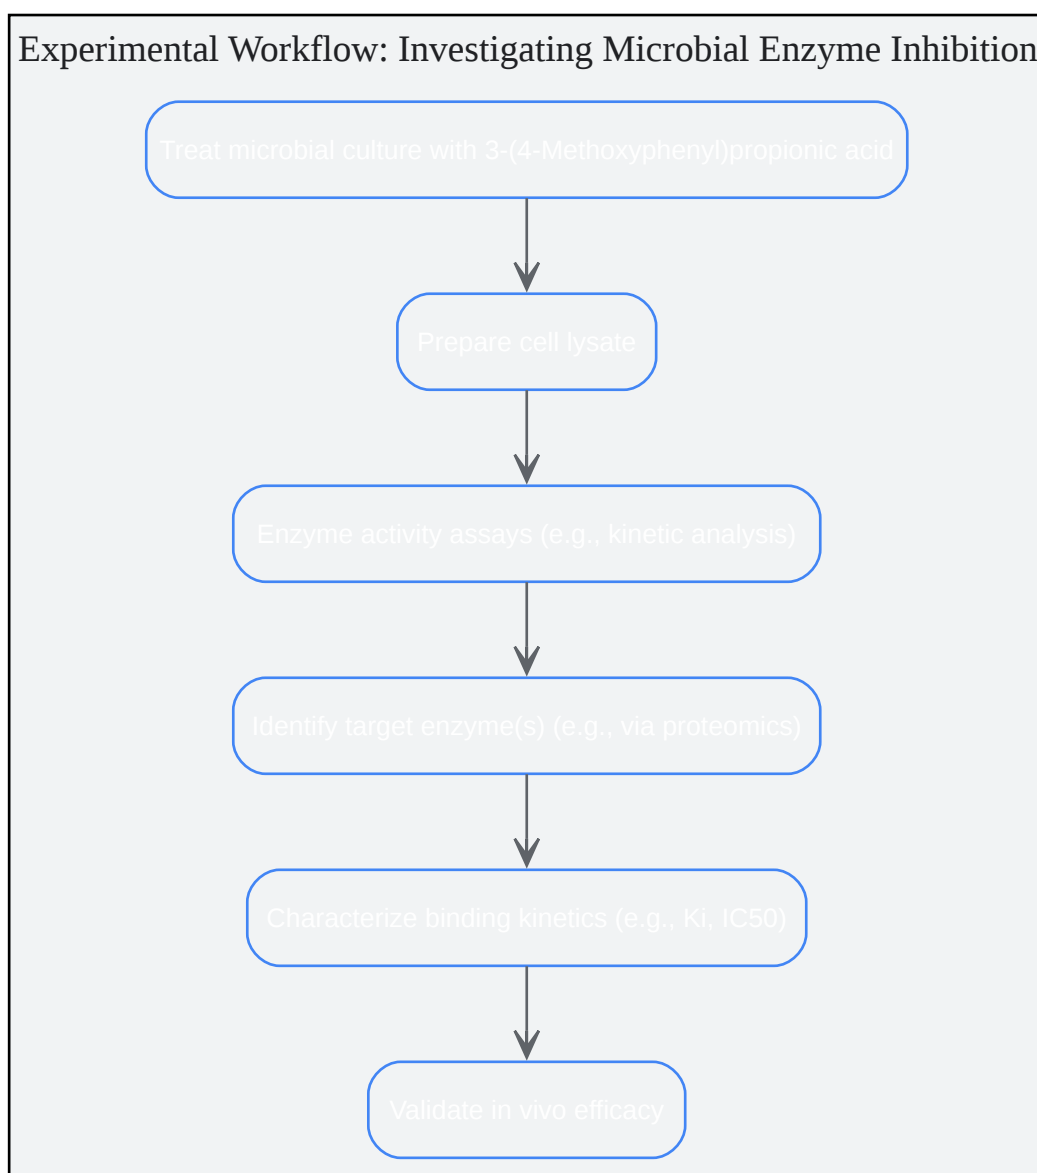 Experimental Workflow: Investigating Microbial Enzyme Inhibition
Treat microbial culture with 3-(4-Methoxyphenyl)propionic acid
Prepare cell lysate
Enzyme activity assays (e.g., kinetic analysis)
Identify target enzyme(s) (e.g., via proteomics)
Characterize binding kinetics (e.g., Ki, IC50)
Validate in vivo efficacy